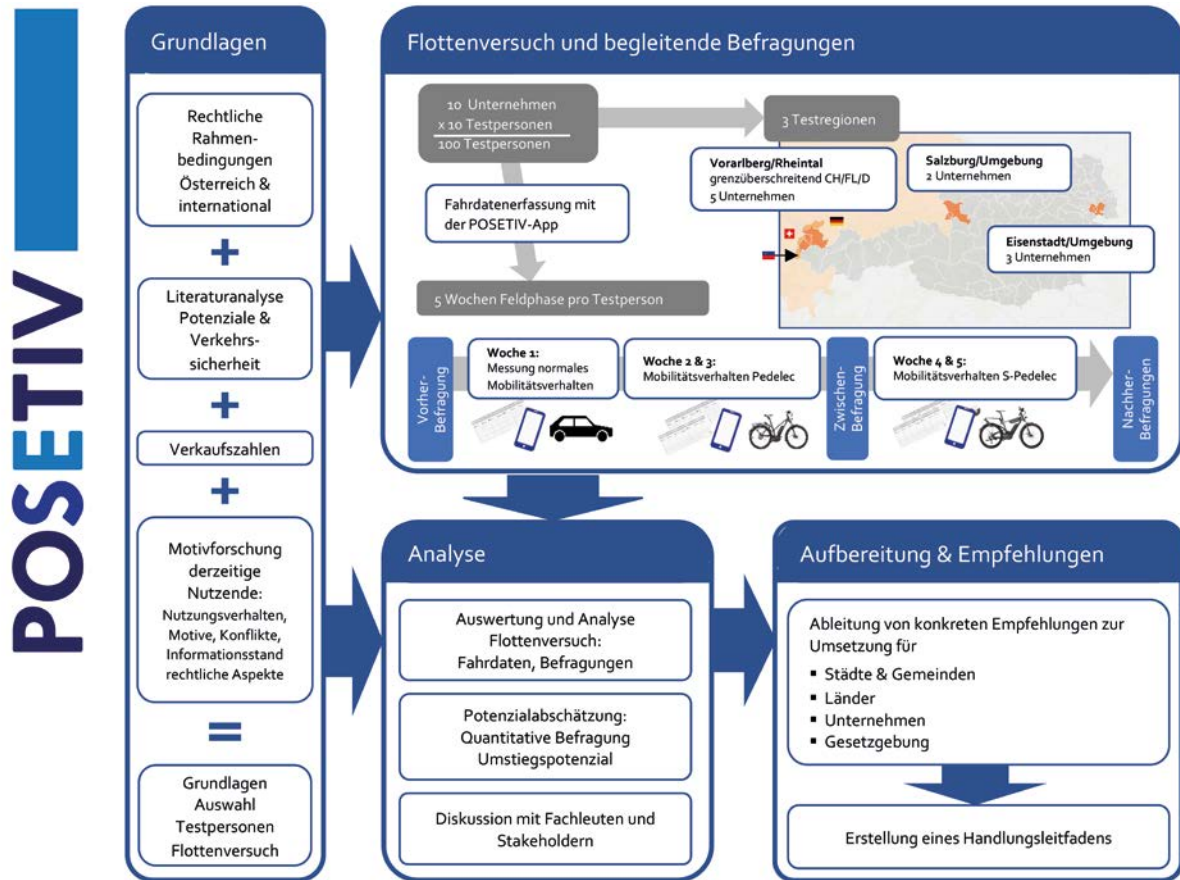 POSETIV
Grundlagen
Rechtliche
Rahmen-
bedingungen
Österreich &
international
+
Literaturanalyse
Potenziale &
Verkehrs-
sicherheit
+
Verkaufszahlen
+
Motivforschung
derzeitige
Nutzende:
Nutzungsverhalten,
Motive, Konflikte,
Informationsstand
rechtliche Aspekte
=
Grundlagen
Auswahl
Testpersonen
Flottenversuch
Flottenversuch und begleitende Befragungen
10 Unternehmen
x 10 Testpersonen
100 Testpersonen
3 Testregionen
Vorarlberg/Rheintal
grenzüberschreitend CH/FL/D
5 Unternehmen
Salzburg/Umgebung
2 Unternehmen
Eisenstadt/Umgebung
3 Unternehmen
Fahrdatenerfassung mit
der POSETIV-App
5 Wochen Feldphase pro Testperson
Vorher-
Befragung
Woche 1:
Messung normales
Mobilitätsverhalten
Woche 2 & 3:
Mobilitätsverhalten Pedelec
Zwischen-
Befragung
Woche 4 & 5:
Mobilitätsverhalten S-Pedelec
Nachher-
Befragungen
Analyse
Auswertung und Analyse
Flottenversuch:
Fahrdaten, Befragungen
Potenzialabschätzung:
Quantitative Befragung
Umstiegspotenzial
Diskussion mit Fachleuten und
Stakeholdern
Aufbereitung & Empfehlungen
Ableitung von konkreten Empfehlungen zur
Umsetzung für
▪ Städte & Gemeinden
▪ Länder
▪ Unternehmen
▪ Gesetzgebung
Erstellung eines Handlungsleitfadens